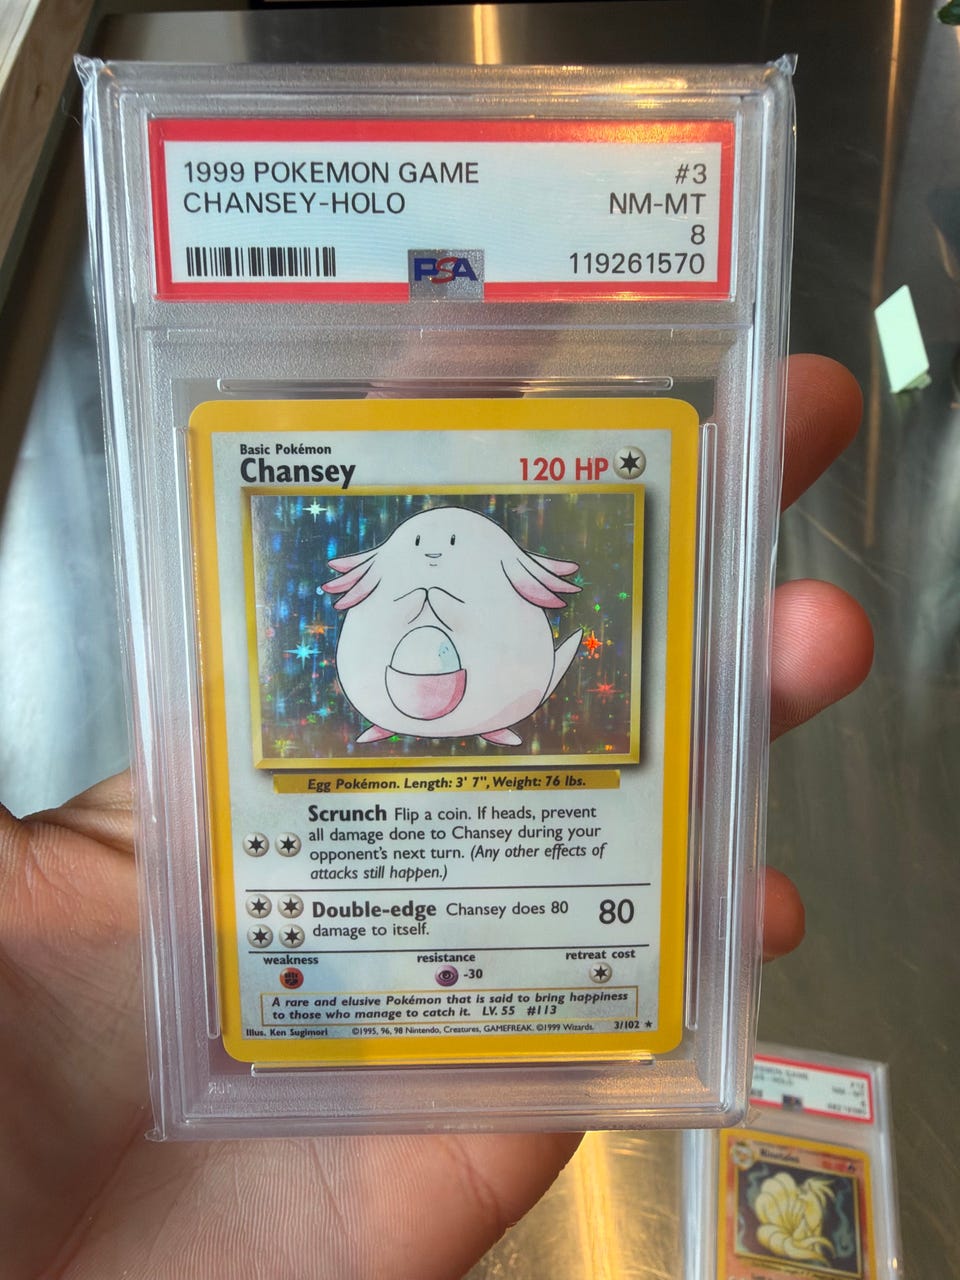 1999 POKEMON GAME #3
CHANSEY-HOLO NM-MT
8
PSA 119261570
Basic Pokémon
Chansey 120 HP
Egg Pokémon. Length: 3' 7", Weight: 76 lbs.
Scrunch Flip a coin. If heads, prevent
all damage done to Chansey during your
opponent's next turn. (Any other effects of
attacks still happen.)
Double-edge Chansey does 80 80
damage to itself.
weakness resistance retreat cost
-30
A rare and elusive Pokémon that is said to bring happiness
to those who manage to catch it. LV. 55 #113
Illus. Ken Sugimori ©1995, 96, 98 Nintendo, Creatures, GAMEFREAK. ©1999 Wizards. 3/102 ★
Ninetales